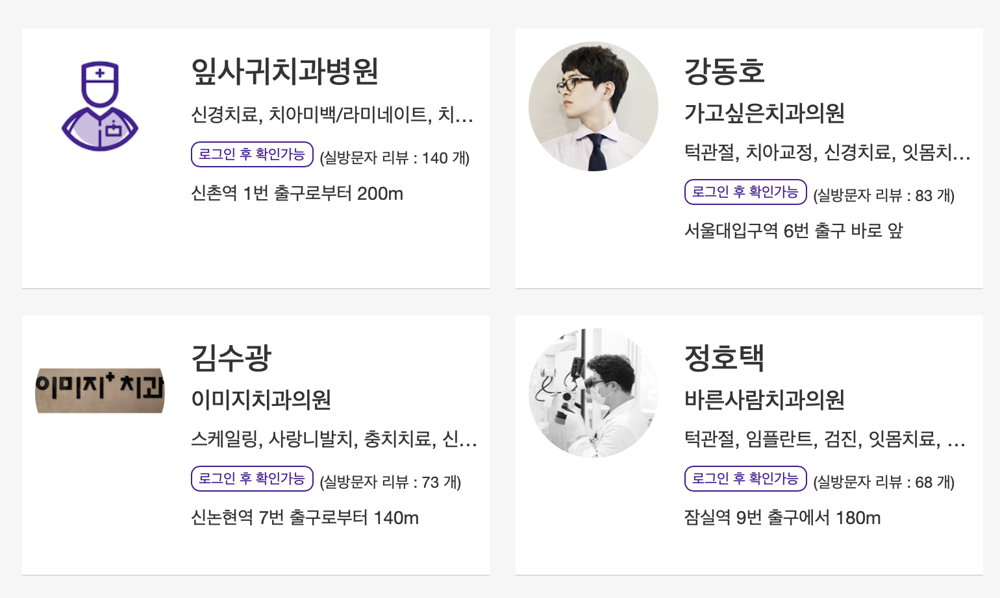 잎사귀치과병원
신경치료, 치아미백/라미네이트, 치...
로그인 후 확인가능 (실방문자 리뷰 : 140 개)
신촌역 1번 출구로부터 200m
강동호
가고싶은치과의원
턱관절, 치아교정, 신경치료, 잇몸치...
로그인 후 확인가능 (실방문자 리뷰 : 83 개)
서울대입구역 6번 출구 바로 앞
이미지+ 치과
김수광
이미지치과의원
스케일링, 사랑니발치, 충치치료, 신...
로그인 후 확인가능 (실방문자 리뷰 : 73 개)
신논현역 7번 출구로부터 140m
정호택
바른사람치과의원
턱관절, 임플란트, 검진, 잇몸치료, ...
로그인 후 확인가능 (실방문자 리뷰 : 68 개)
잠실역 9번 출구에서 180m